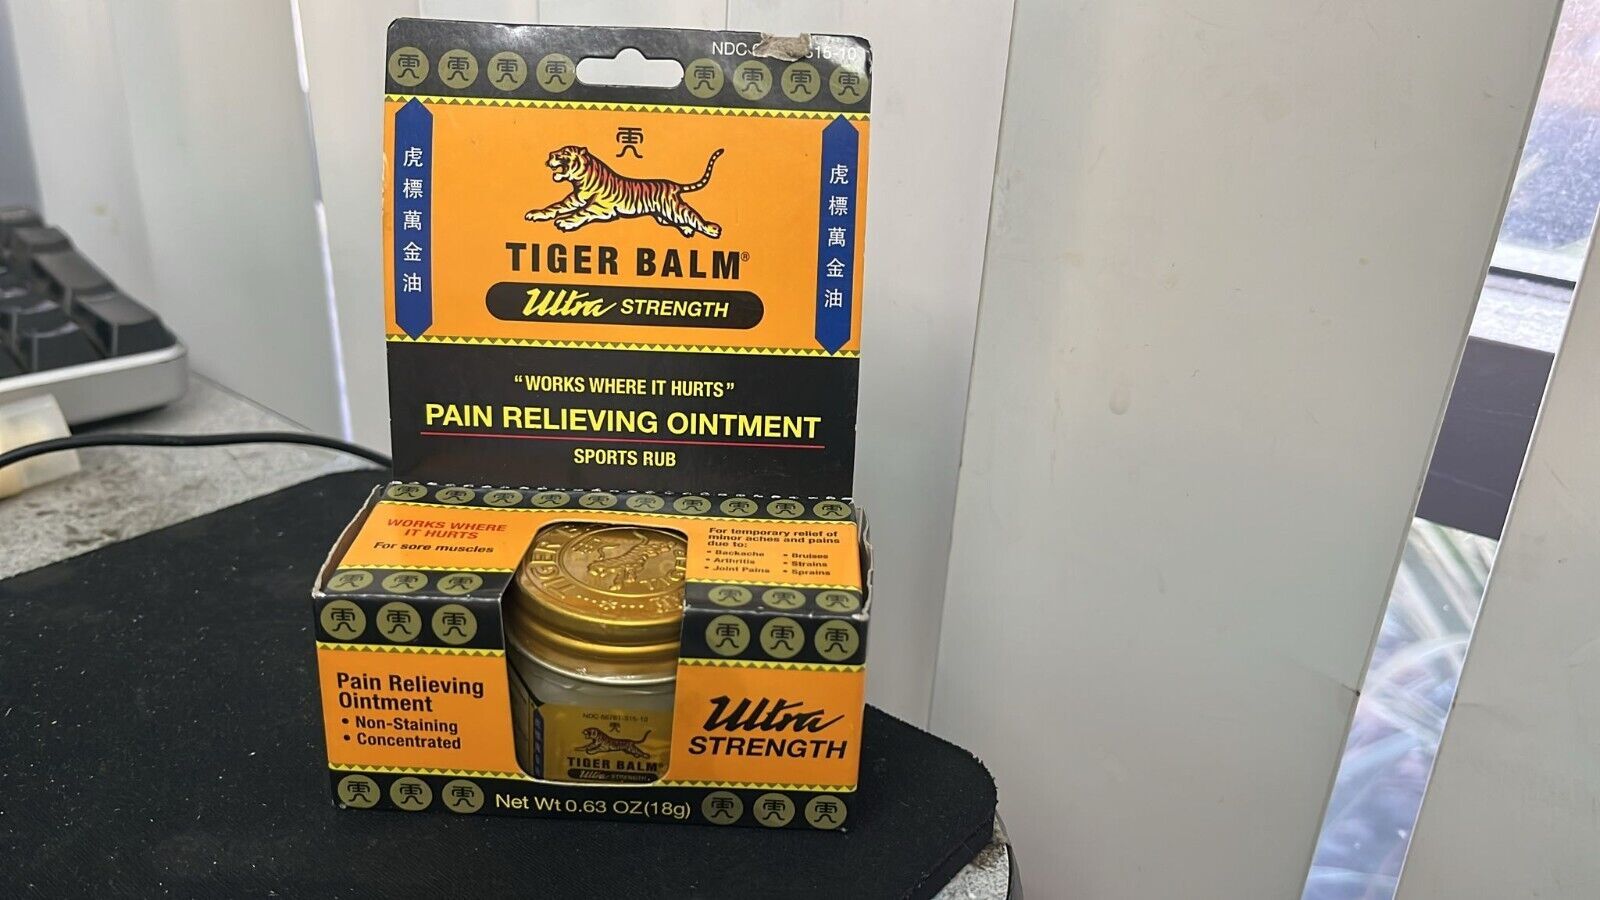 515-10
虎標萬金油
虎標萬金油
TIGER BALM®
Ultra STRENGTH
"WORKS WHERE IT HURTS"
PAIN RELIEVING OINTMENT
SPORTS RUB
WORKS WHERE
IT HURTS
For sore muscles
For temporary relief of
minor aches and pains
due to:
• Backache • Bruises
• Arthritis • Strains
• Joint Pains • Sprains
Pain Relieving
Ointment
• Non-Staining
• Concentrated
NDC-66761-515-10
TIGER BALM®
Ultra STRENGTH
Ultra
STRENGTH
Net Wt 0.63 OZ(18g)